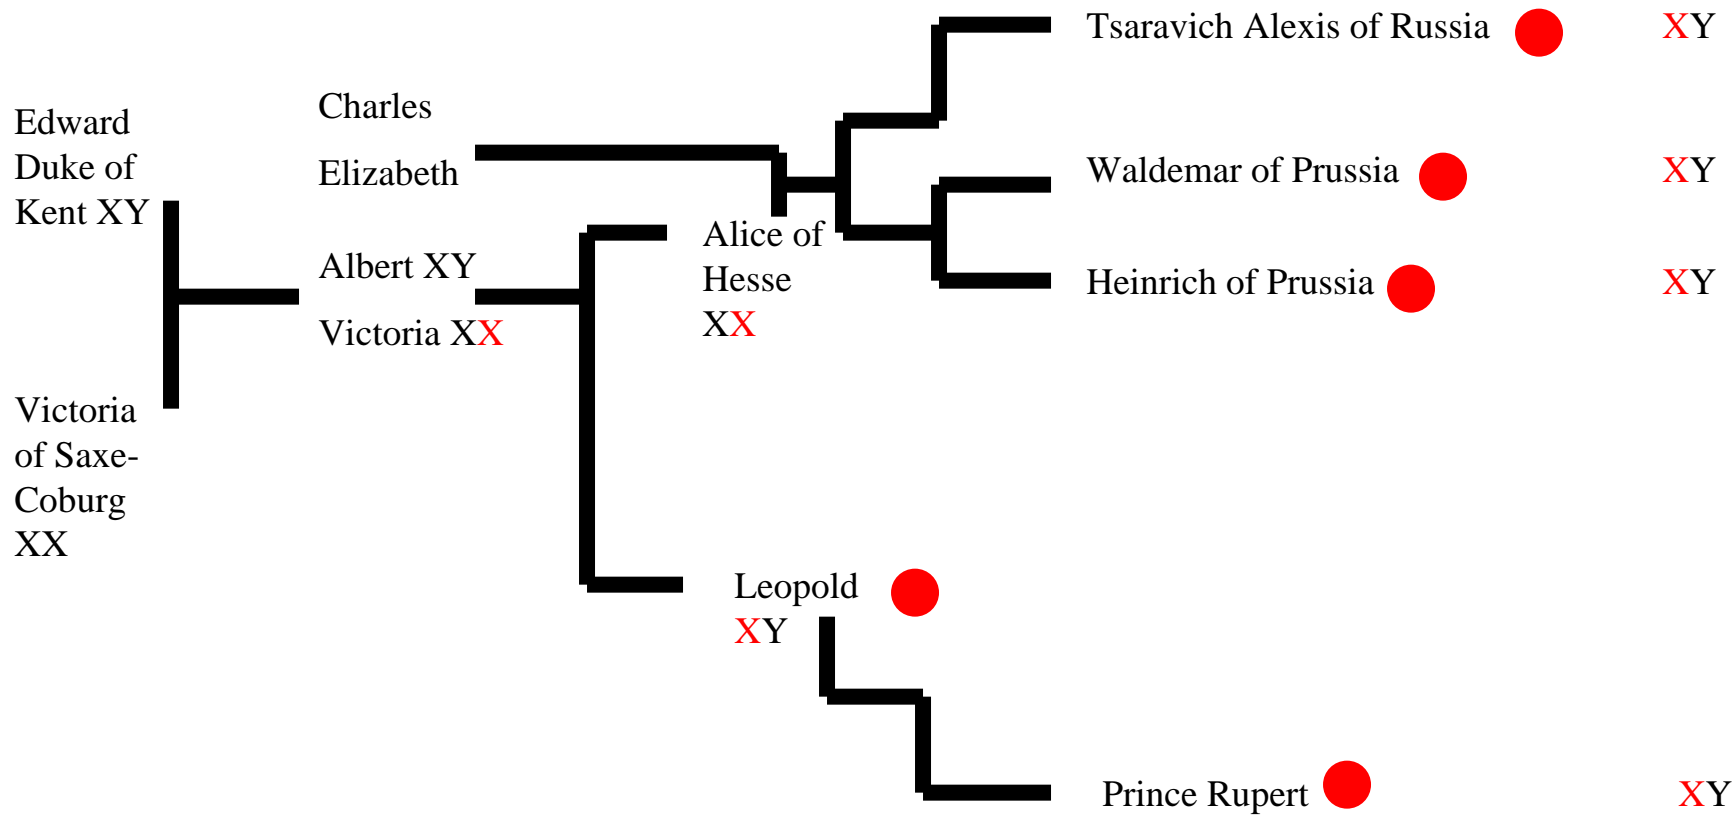 Edward
Duke of
Kent XY
Victoria
of Saxe-
Coburg
XX
Charles
Elizabeth
Albert XY
Victoria XX
Alice of
Hesse
XX
Leopold
XY
Tsaravich Alexis of Russia XY
Waldemar of Prussia XY
Heinrich of Prussia XY
Prince Rupert XY